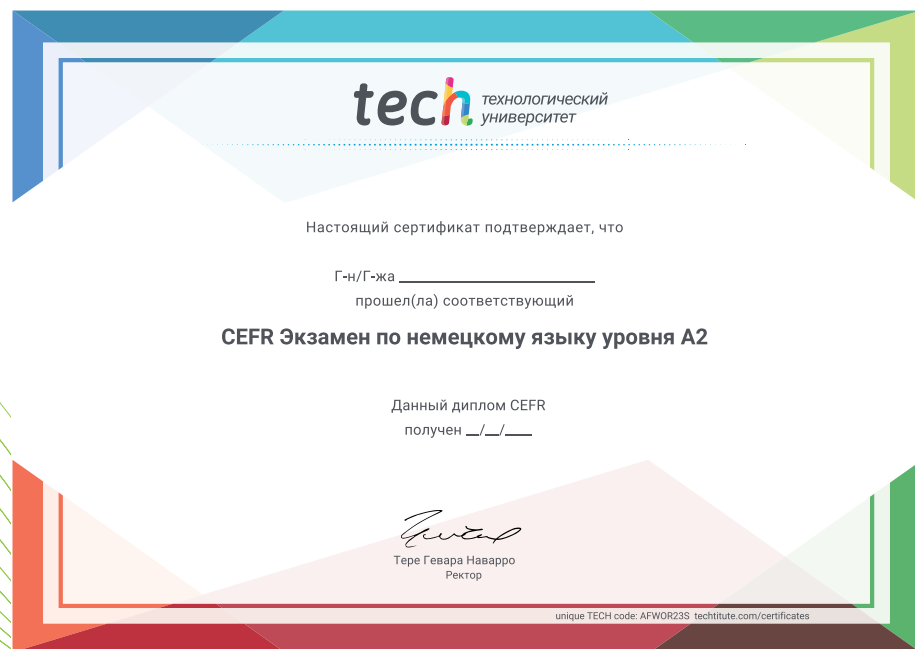 tech технологический
университет
Настоящий сертификат подтверждает, что
Г-н/Г-жа
прошел(ла) соответствующий
CEFR Экзамен по немецкому языку уровня A2
Данный диплом CEFR
получен __/__/____
Тере Гевара Наварро
Ректор
unique TECH code: AFWOR23S techtitute.com/certificates